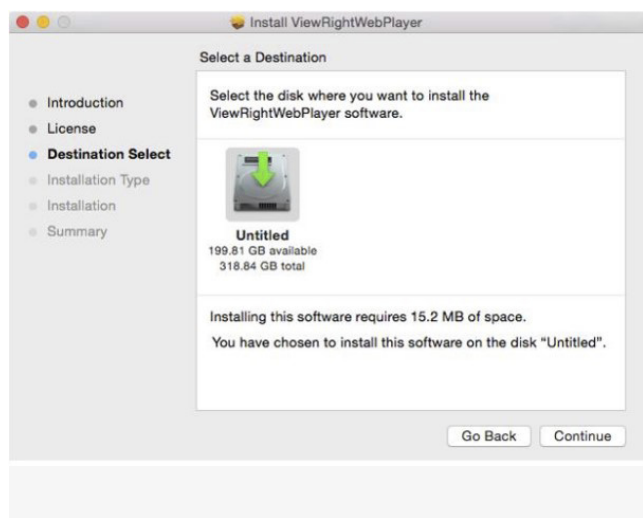 Install ViewRightWebPlayer
Select a Destination
Introduction
License
Destination Select
Installation Type
Installation
Summary
Select the disk where you want to install the
ViewRightWebPlayer software.
Untitled
199.81 GB available
318.84 GB total
Installing this software requires 15.2 MB of space.
You have chosen to install this software on the disk “Untitled”.
Go Back
Continue